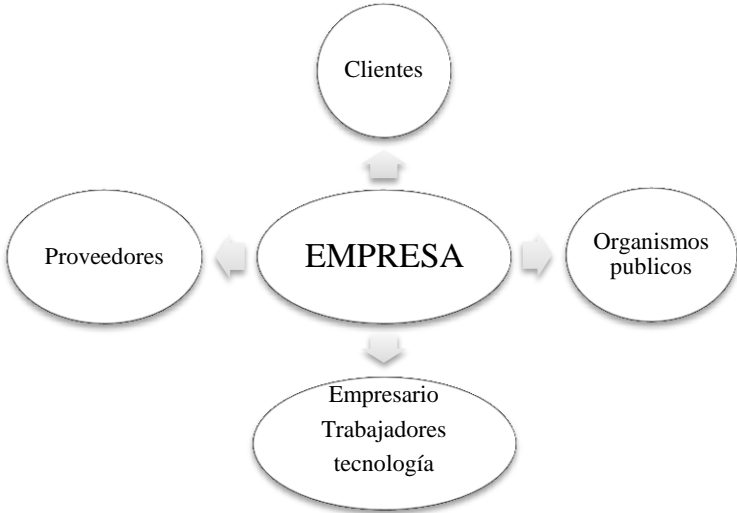 Clientes
Proveedores
EMPRESA
Organismos
publicos
Empresario
Trabajadores
tecnología